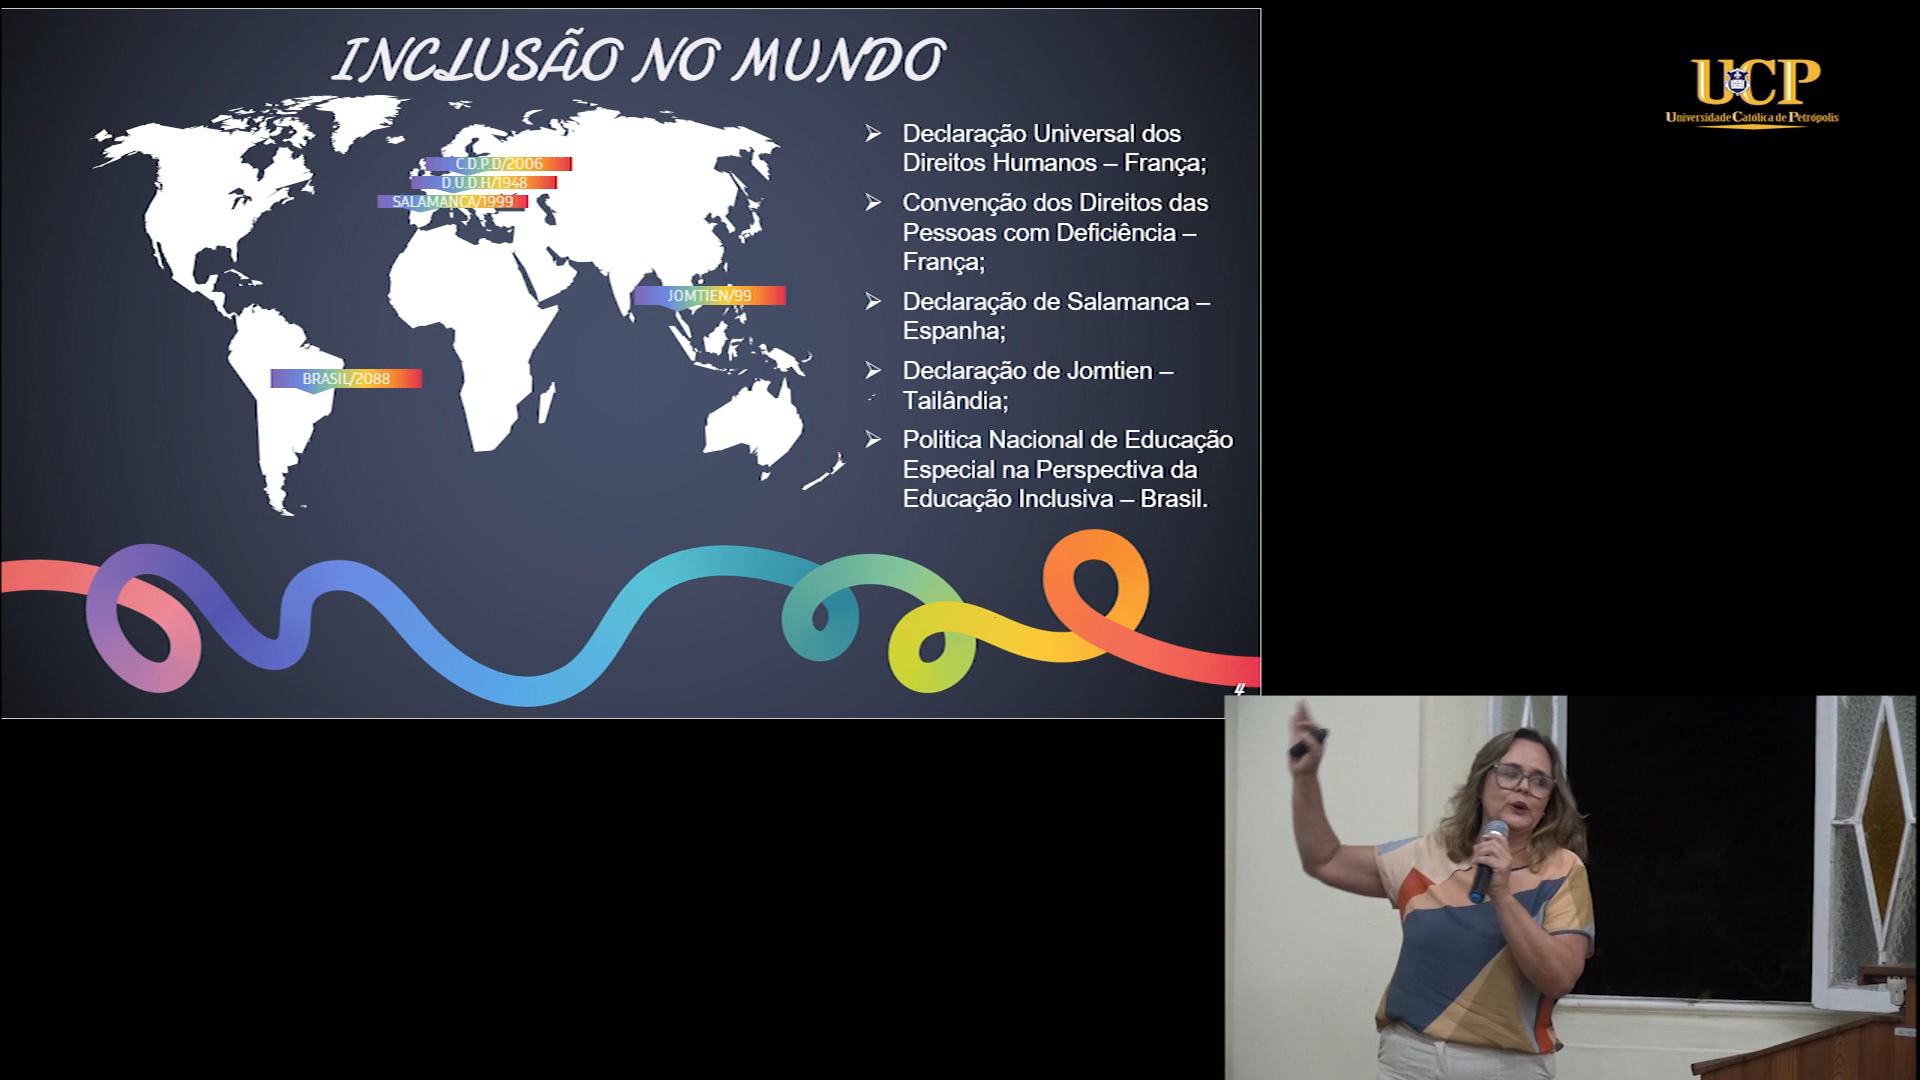 INCLUSÃO NO MUNDO
C.D.P.D/2006
D.U.D.H/1948
SALAMANCA/1999
JOMTIEN/99
BRASIL/2088
Declaração Universal dos
Direitos Humanos – França;
Convenção dos Direitos das
Pessoas com Deficiência –
França;
Declaração de Salamanca –
Espanha;
Declaração de Jomtien –
Tailândia;
Politica Nacional de Educação
Especial na Perspectiva da
Educação Inclusiva – Brasil.
4
UCP
Universidade Católica de Petrópolis